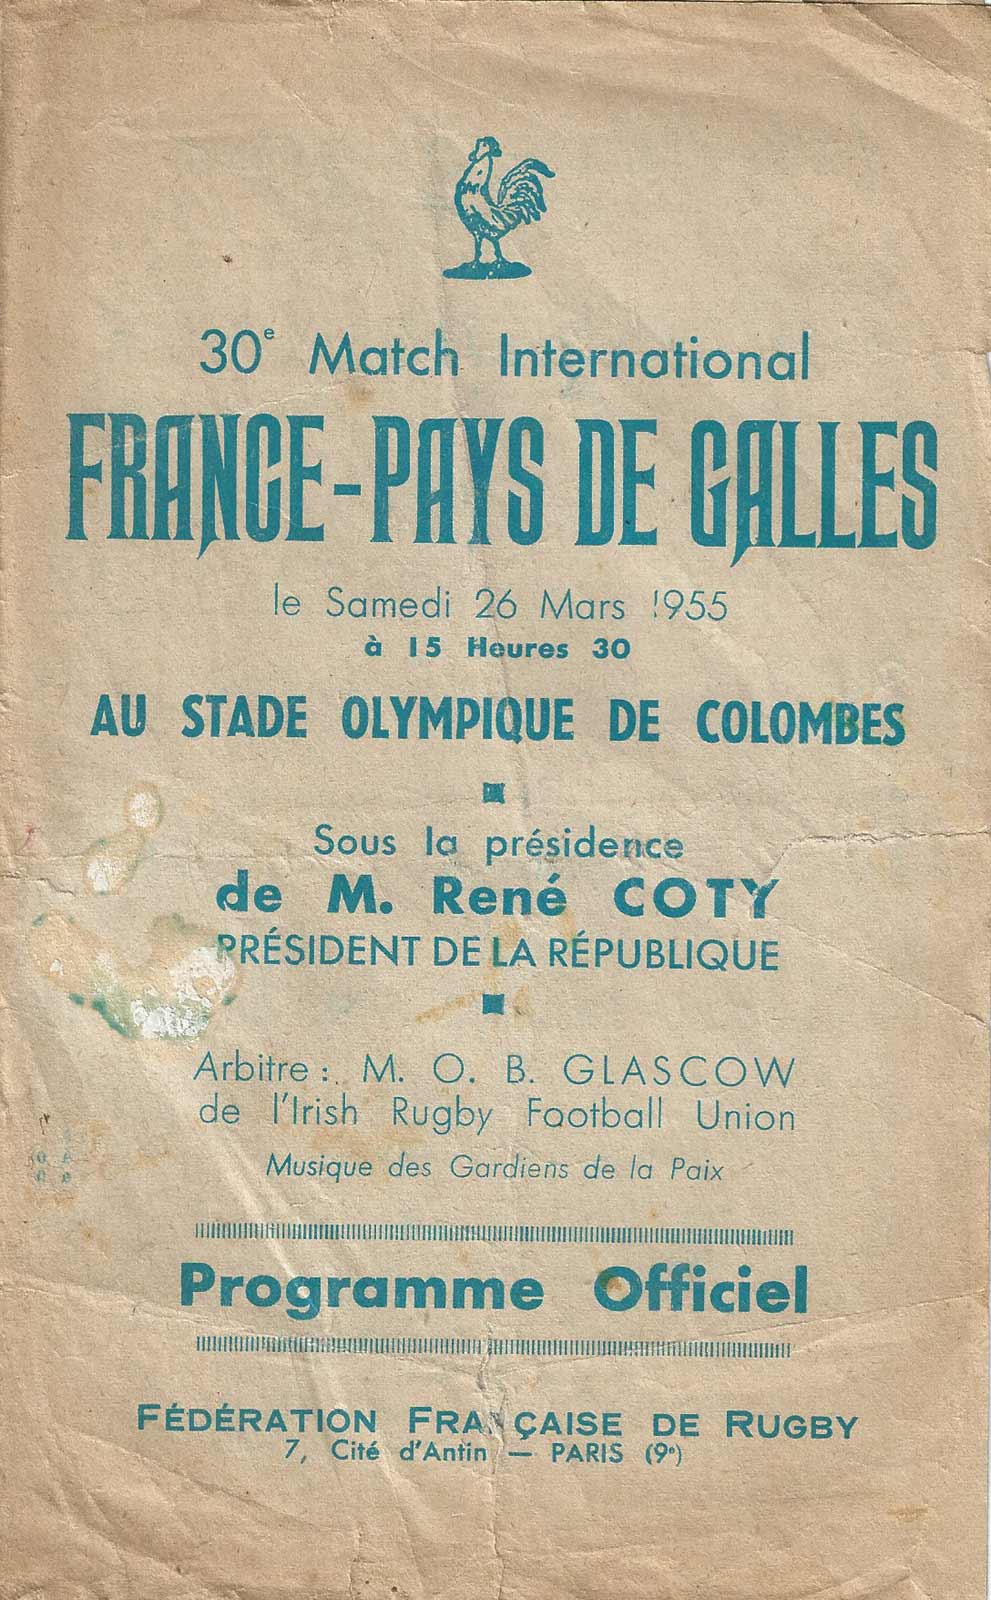 30e Match International
FRANCE-PAYS DE GALLES
le Samedi 26 Mars 1955
à 15 Heures 30
AU STADE OLYMPIQUE DE COLOMBES
Sous la présidence
de M. René COTY
PRÉSIDENT DE LA RÉPUBLIQUE
Arbitre : M. O. B. GLASCOW
de l'Irish Rugby Football Union
Musique des Gardiens de la Paix
Programme Officiel
FÉDÉRATION FRANÇAISE DE RUGBY
7, Cité d'Antin — PARIS (9e)